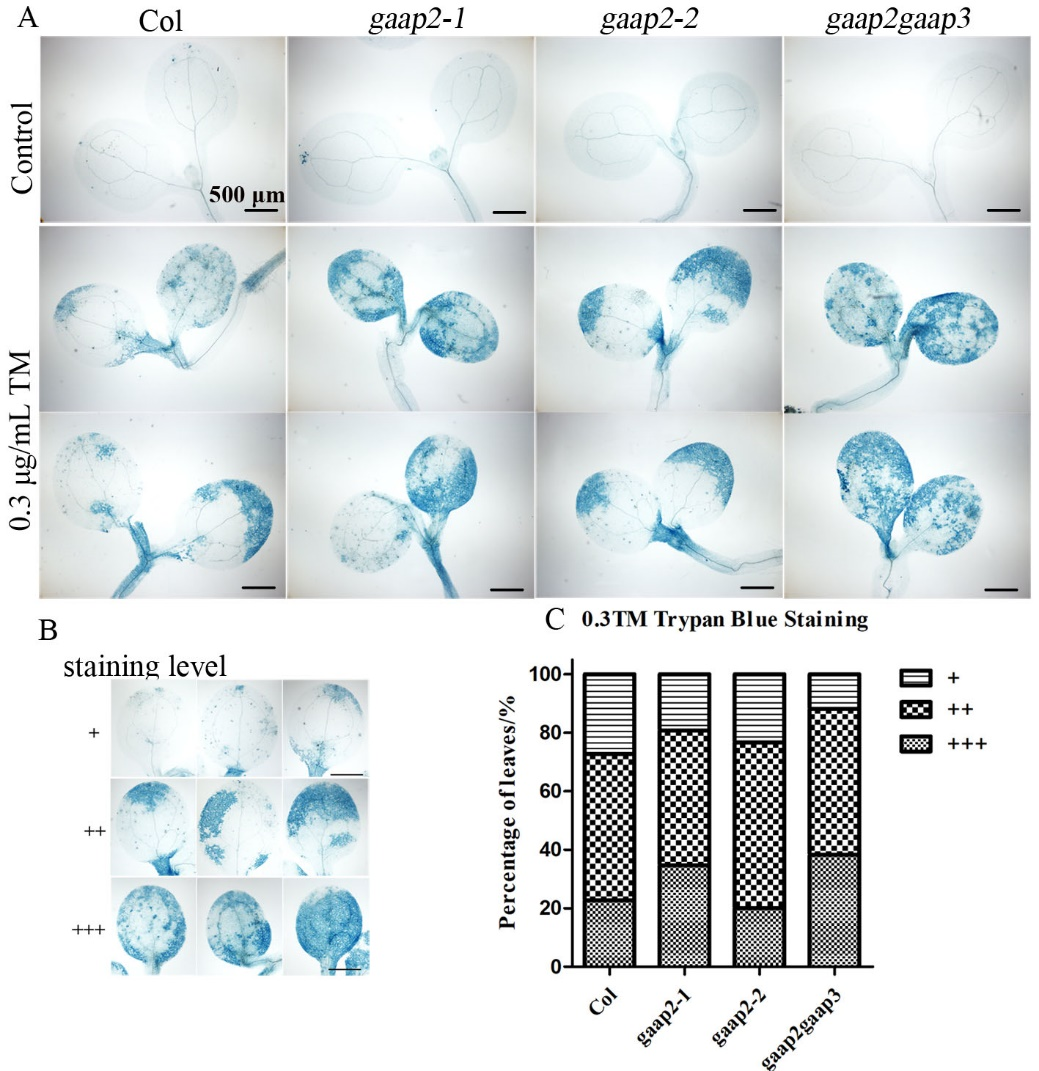 A
Col
gaap2-1
gaap2-2
gaap2gaap3
Control
500 µm
0.3 µg/mL TM
B
staining level
+
++
+++
C 0.3TM Trypan Blue Staining
Percentage of leaves/%
100
80
60
40
20
0
Col
gaap2-1
gaap2-2
gaap2gaap3
+
++
+++